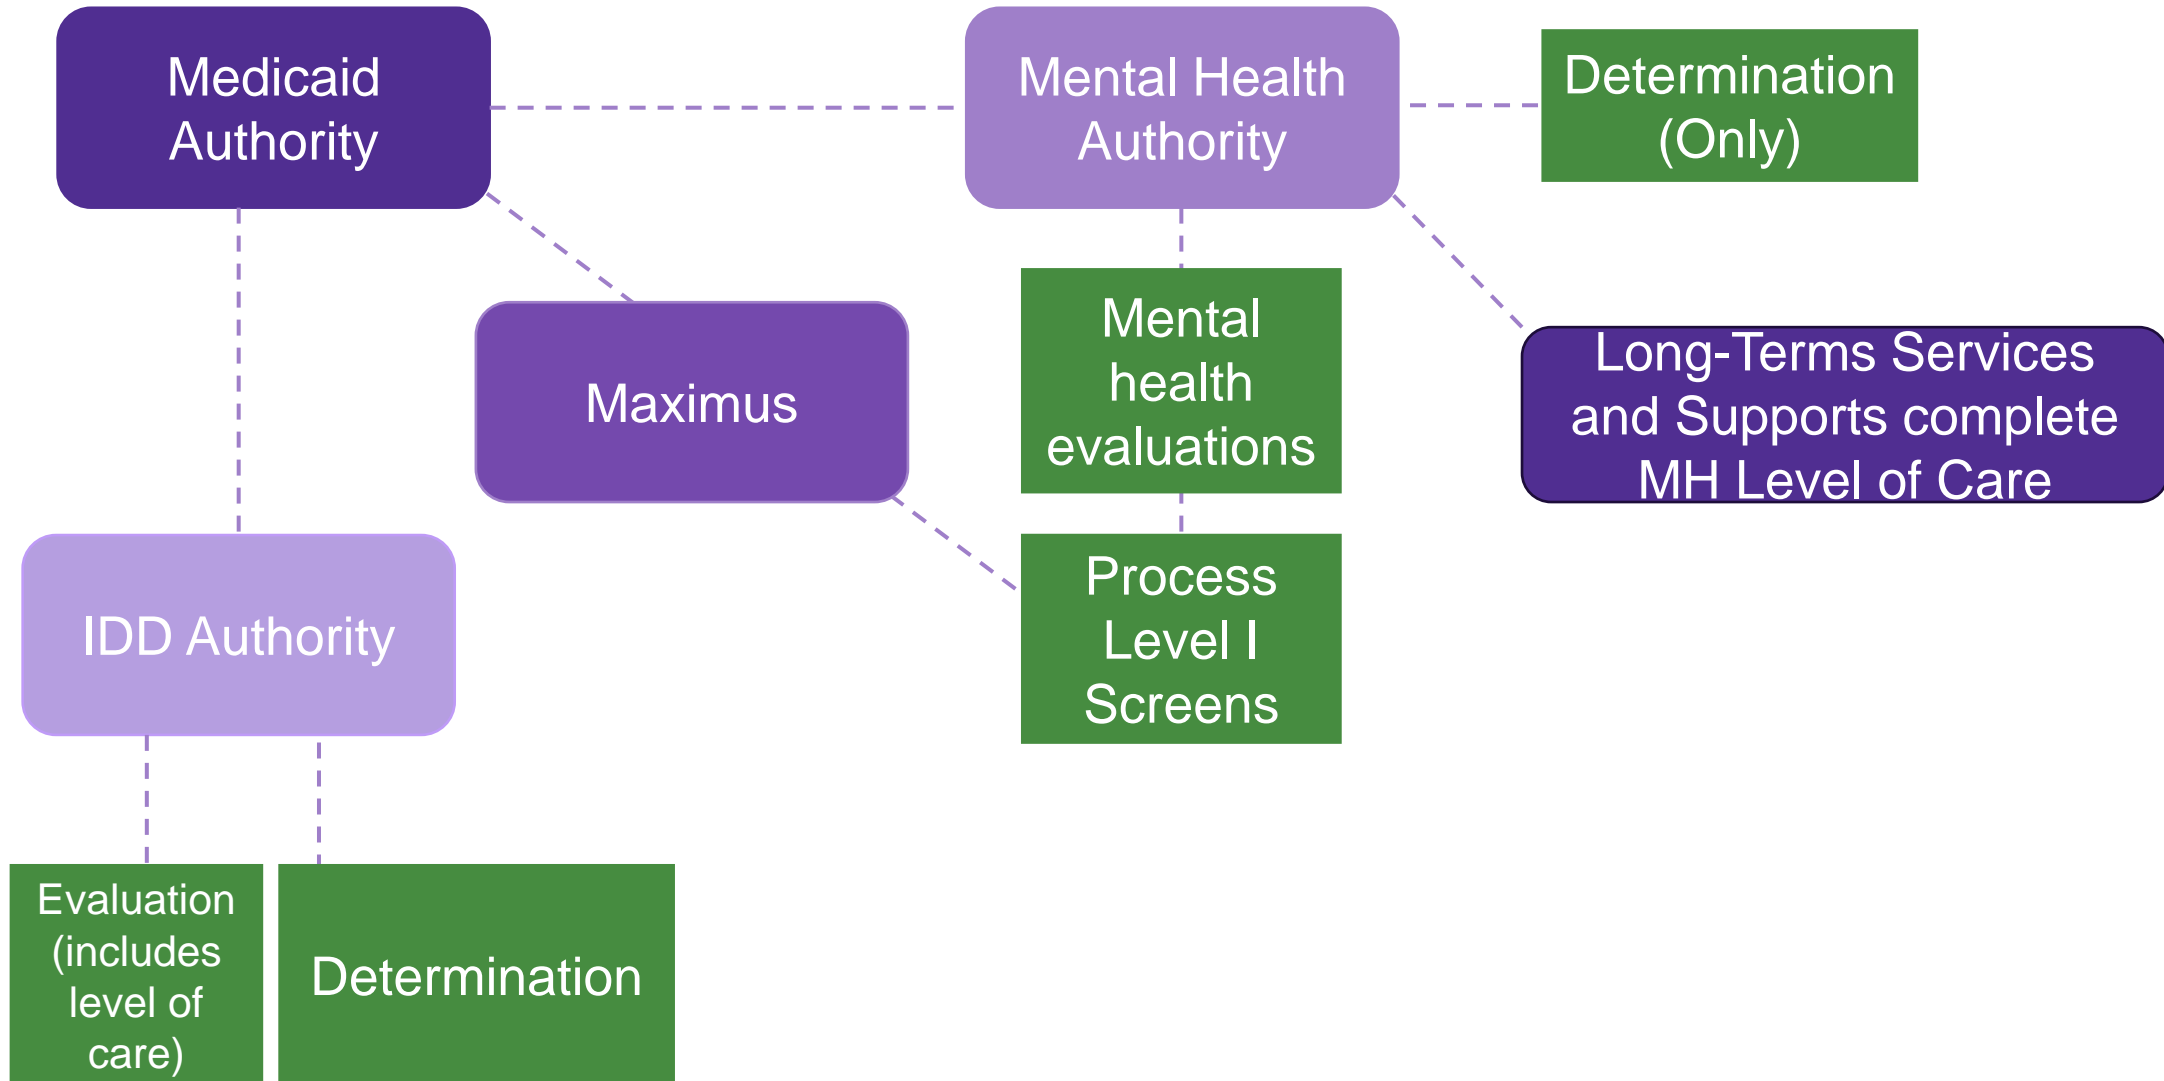 Medicaid
Authority
Mental Health
Authority
Determination
(Only)
Maximus
Mental
health
evaluations
Long-Terms Services
and Supports complete
MH Level of Care
IDD Authority
Process
Level I
Screens
Evaluation
(includes
level of
care)
Determination